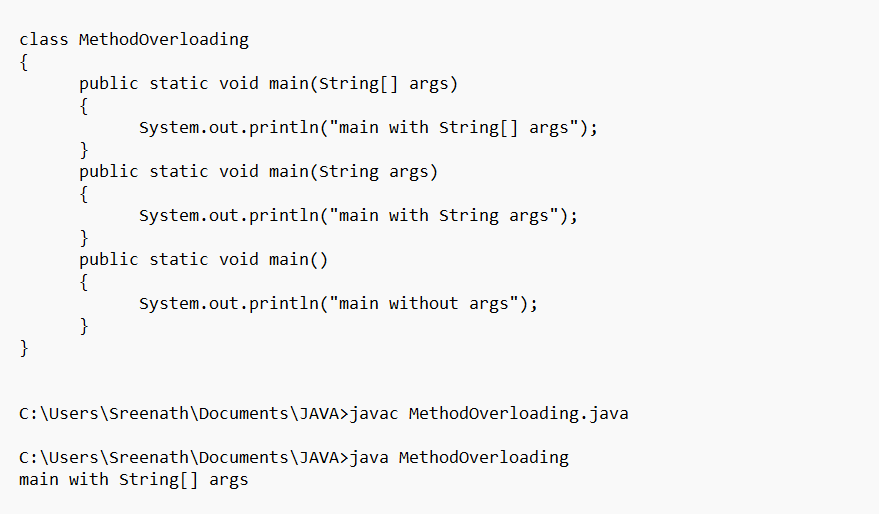 class MethodOverloading
{
      public static void main(String[] args)
      {
            System.out.println("main with String[] args");
      }
      public static void main(String args)
      {
            System.out.println("main with String args");
      }
      public static void main()
      {
            System.out.println("main without args");
      }
}
C:\Users\Sreenath\Documents\JAVA>javac MethodOverloading.java
C:\Users\Sreenath\Documents\JAVA>java MethodOverloading
main with String[] args